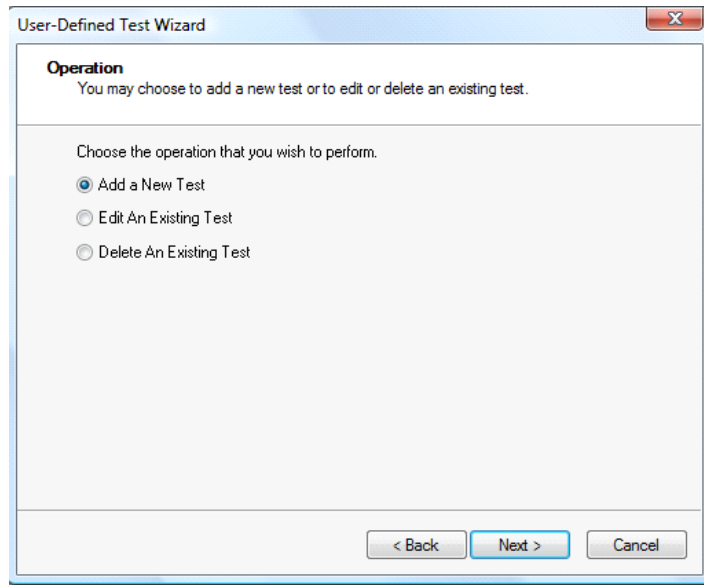 User-Defined Test Wizard
X
Operation
You may choose to add a new test or to edit or delete an existing test.
Choose the operation that you wish to perform.
Add a New Test
Edit An Existing Test
Delete An Existing Test
< Back
Next >
Cancel